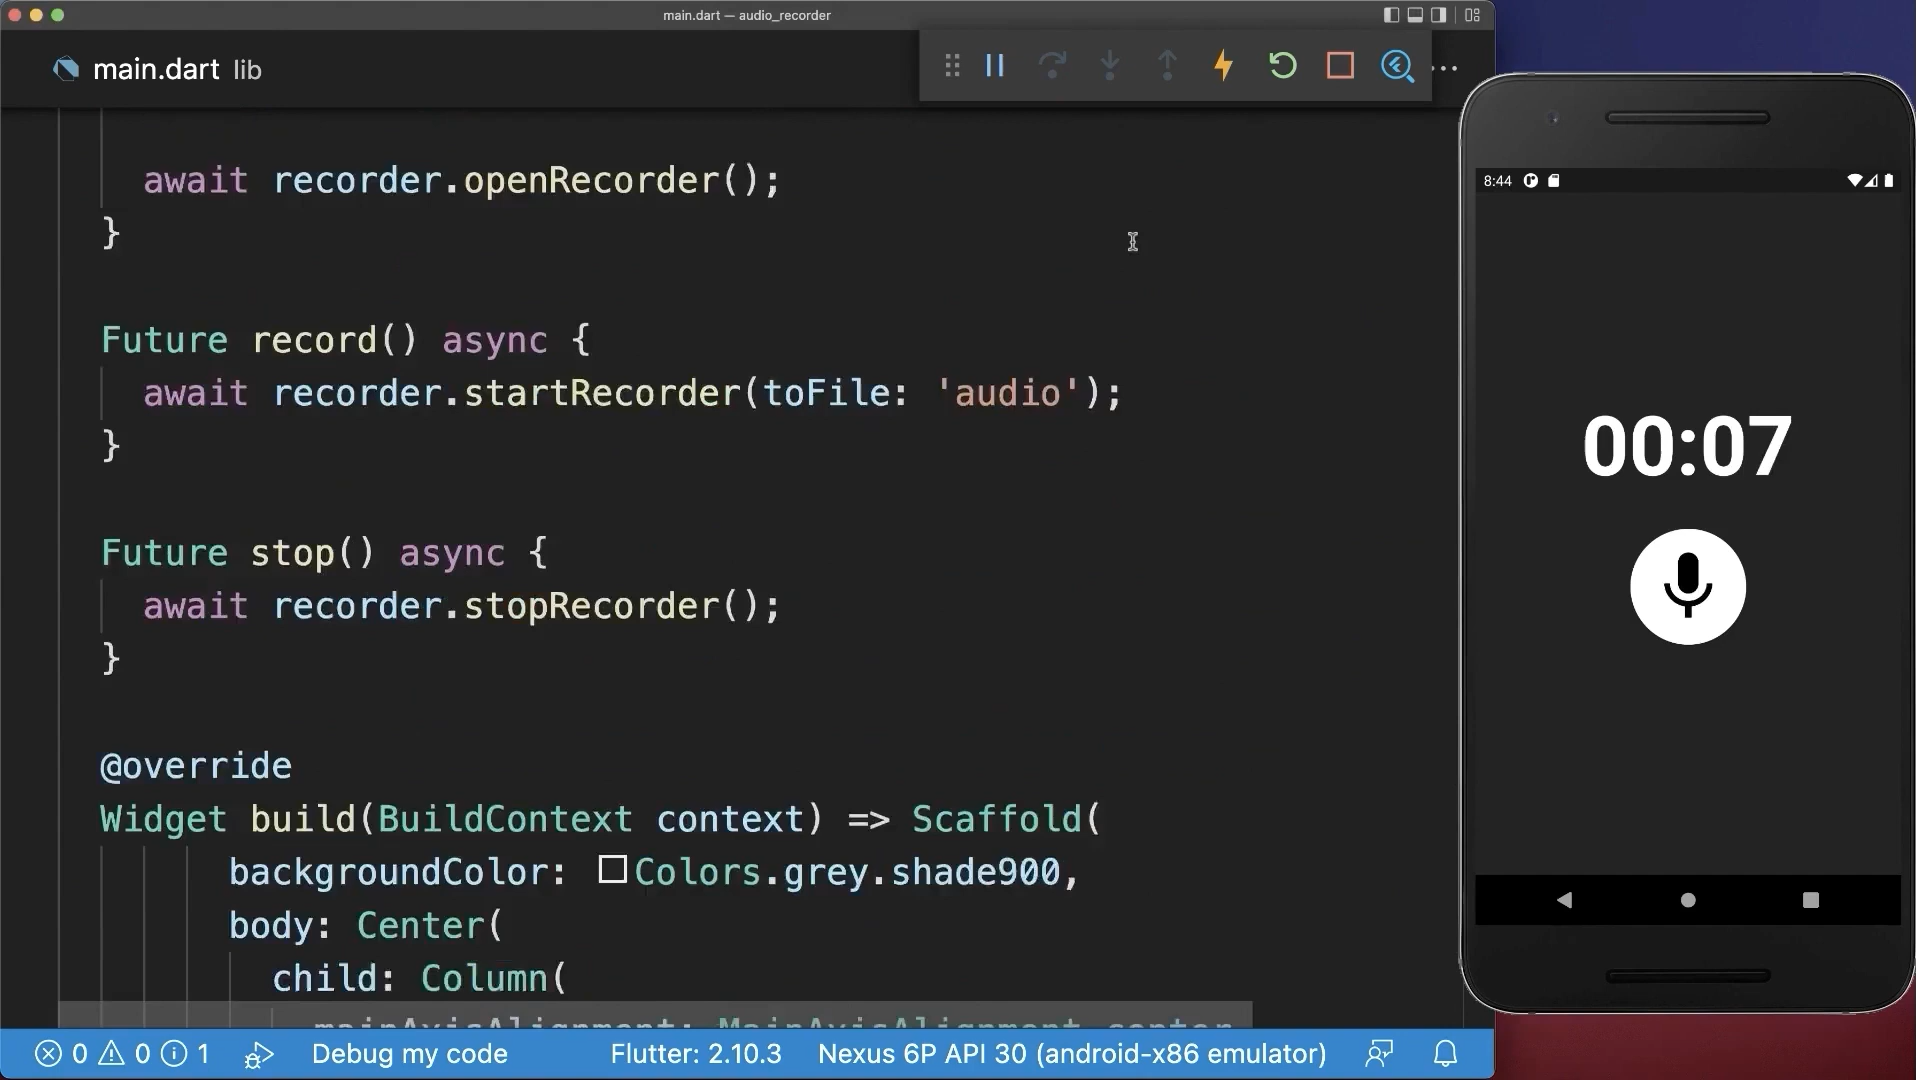 main.dart — audio_recorder
main.dart lib
await recorder.openRecorder();
}
Future record() async {
await recorder.startRecorder(toFile: 'audio');
}
Future stop() async {
await recorder.stopRecorder();
}
@override
Widget build(BuildContext context) => Scaffold(
backgroundColor: Colors.grey.shade900,
body: Center(
child: Column(
mainAxisAlignment: MainAxisAlignment.center
0 0 1 Debug my code Flutter: 2.10.3 Nexus 6P API 30 (android-x86 emulator)
8:44
00:07